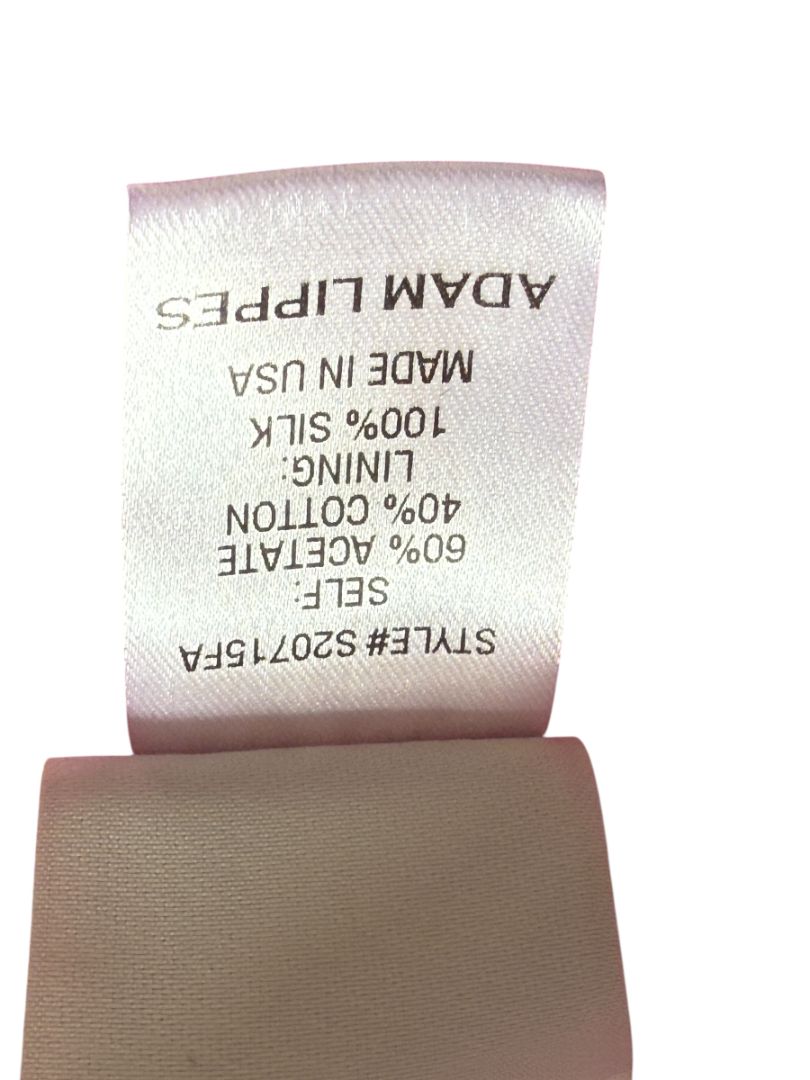 STYLE# S20715FA
SELF:
60% ACETATE
40% COTTON
LINING:
100% SILK
MADE IN USA
ADAM LIPPES